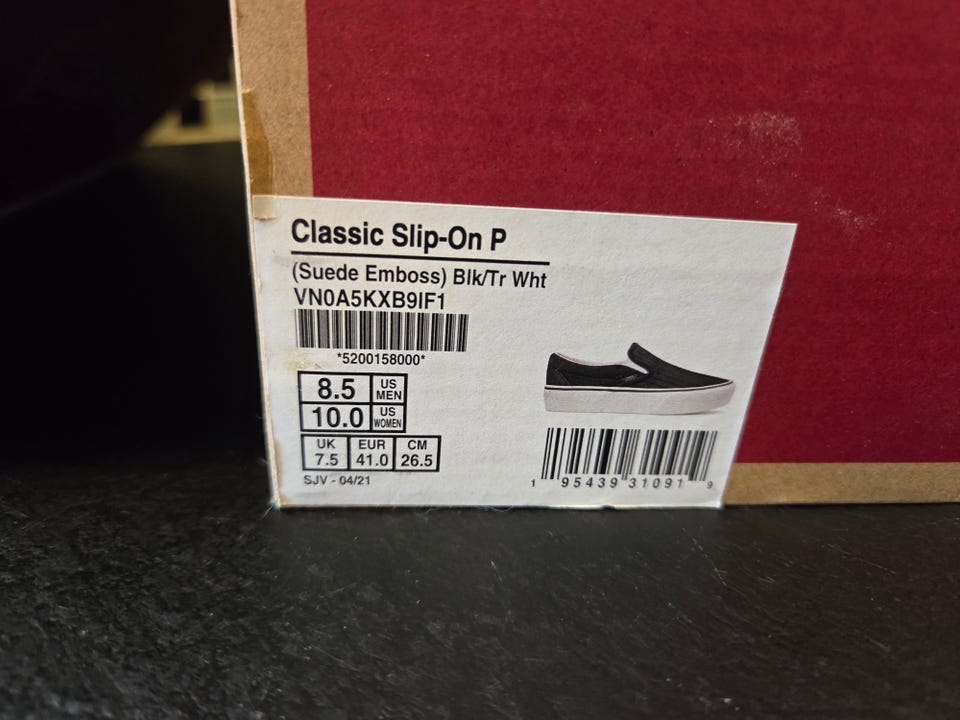 Classic Slip-On P
(Suede Emboss) Blk/Tr Wht
VN0A5KXB9IF1
*5200158000*
8.5 US MEN
10.0 US WOMEN
UK EUR CM
7.5 41.0 26.5
SJV - 04/21
1 95439 31091 9